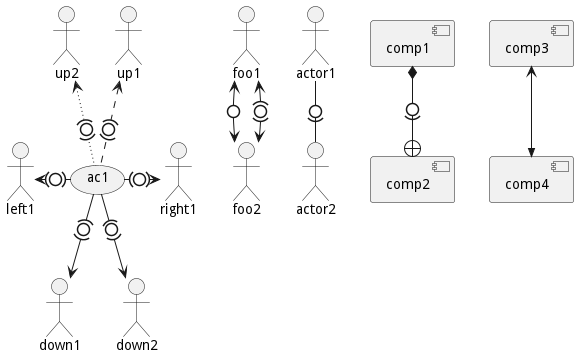 up2
up1
foo1
actor1
comp1
comp3
left1
ac1
right1
foo2
actor2
comp2
comp4
down1
down2